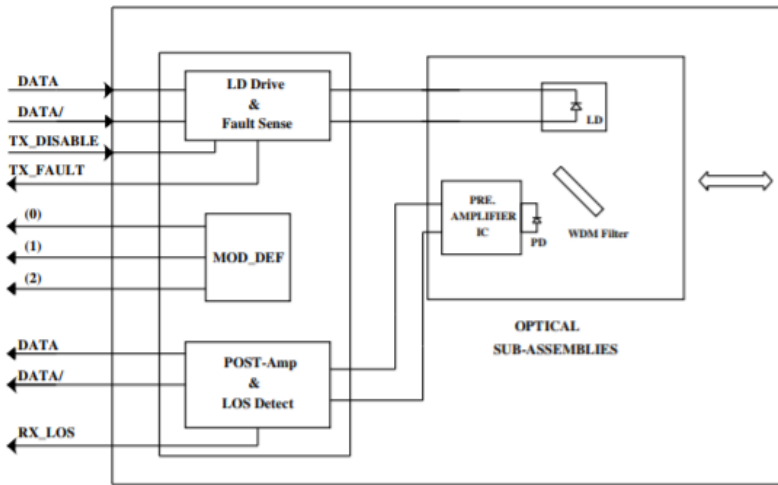 DATA
DATA/
TX_DISABLE
TX_FAULT
(0)
(1)
(2)
DATA
DATA/
RX_LOS
LD Drive
&
Fault Sense
MOD_DEF
POST-Amp
&
LOS Detect
LD
PRE.
AMPLIFIER
IC
PD
WDM Filter
OPTICAL
SUB-ASSEMBLIES